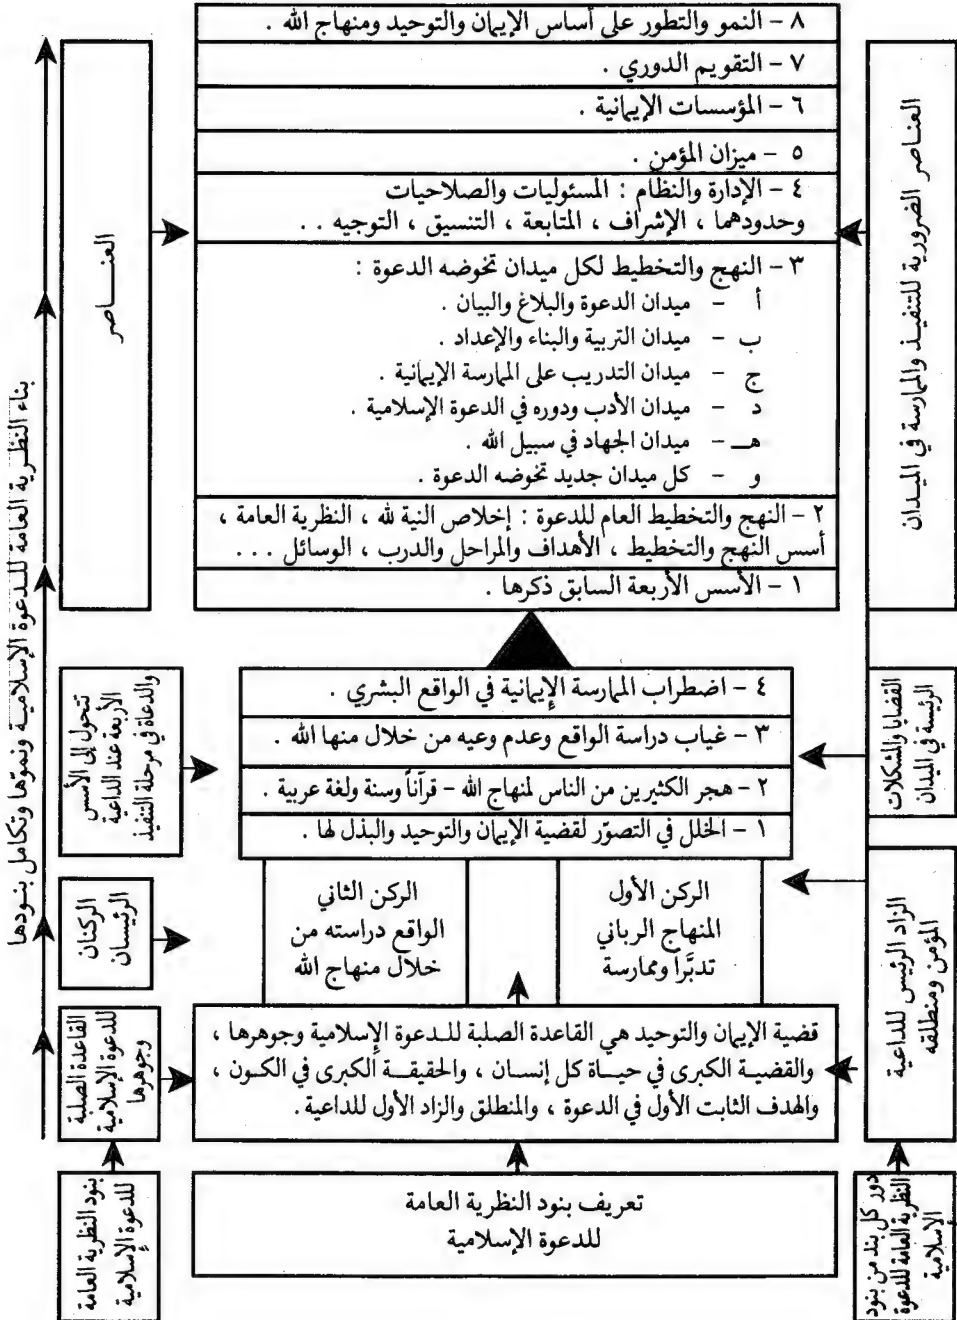 ٨ – النمو والتطور على أساس الإيمان والتوحيد ومنهاج الله .
٧ – التقويم الدوري .
٦ – المؤسسات الإيمانية .
٥ – ميزان المؤمن .
٤ – الإدارة والنظام : المسئوليات والصلاحيات
وحدودهما ، الإشراف ، المتابعة ، التنسيق ، التوجيه . .
٣ – النهج والتخطيط لكل ميدان تخوضه الدعوة :
أ – ميدان الدعوة والبلاغ والبيان .
ب – ميدان التربية والبناء والإعداد .
ج – ميدان التدريب على الممارسة الإيمانية .
د – ميدان الأدب ودوره في الدعوة الإسلامية .
هـ – ميدان الجهاد في سبيل الله .
و – كل ميدان جديد تخوضه الدعوة .
٢ – النهج والتخطيط العام للدعوة : إخلاص النية لله ، النظرية العامة ،
أسس النهج والتخطيط ، الأهداف والمراحل والدرب ، الوسائل . . .
١ – الأسس الأربعة السابق ذكرها .
العناصر الضرورية للتنفيذ والممارسة في الميدان
العناصر
بناء النظرية العامة للدعوة الإسلامية ونموّها وتكامل بنودها
٤ – اضطراب الممارسة الإيمانية في الواقع البشري .
٣ – غياب دراسة الواقع وعدم وعيه من خلال منها الله .
٢ – هجر الكثيرين من الناس لمنهاج الله – قرآناً وسنة ولغة عربية .
١ – الخلل في التصوّر لقضية الإيمان والتوحيد والبذل لها .
القضايا والمشكلات
الرئيسة في الميدان
تتحول إلى الأسس
الأربعة عند الداعية
والدعاة في مرحلة التنفيذ
الركن الأول
المنهاج الرباني
تدبَّراً وممارسة
الركن الثاني
الواقع دراسته من
خلال منهاج الله
الركنان
الرئيسان
الزاد الرئيس للداعية
المؤمن ومنطلقه
قضية الإيمان والتوحيد هي القاعدة الصلبة للدعوة الإسلامية وجوهرها ،
والقضية الكبرى في حياة كل إنسان ، والحقيقة الكبرى في الكون ،
والهدف الثابت الأول في الدعوة ، والمنطلق والزاد الأول للداعية .
القاعدة الصلبة
للدعوة الإسلامية
وجوهرها
دور كل بند من بنود
النظرية العامة للدعوة
الإسلامية
تعريف بنود النظرية العامة
للدعوة الإسلامية
بنود النظرية العامة
للدعوة الإسلامية